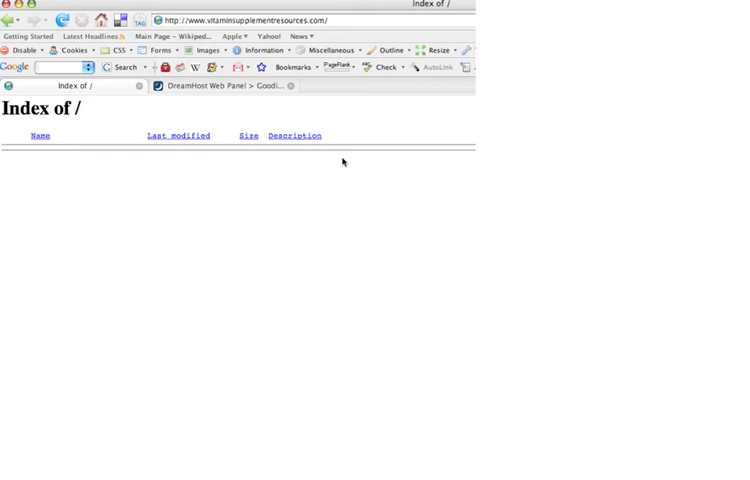 Index of /
TAG http://www.vitaminsupplementresources.com/
Getting Started Latest Headlines Main Page - Wikiped... Apple Yahoo! News
Disable Cookies CSS Forms Images Information Miscellaneous Outline Resize
Google G Search W Bookmarks PageRank Check AutoLink
Index of / DreamHost Web Panel > Goodi...
Index of /
Name Last modified Size Description